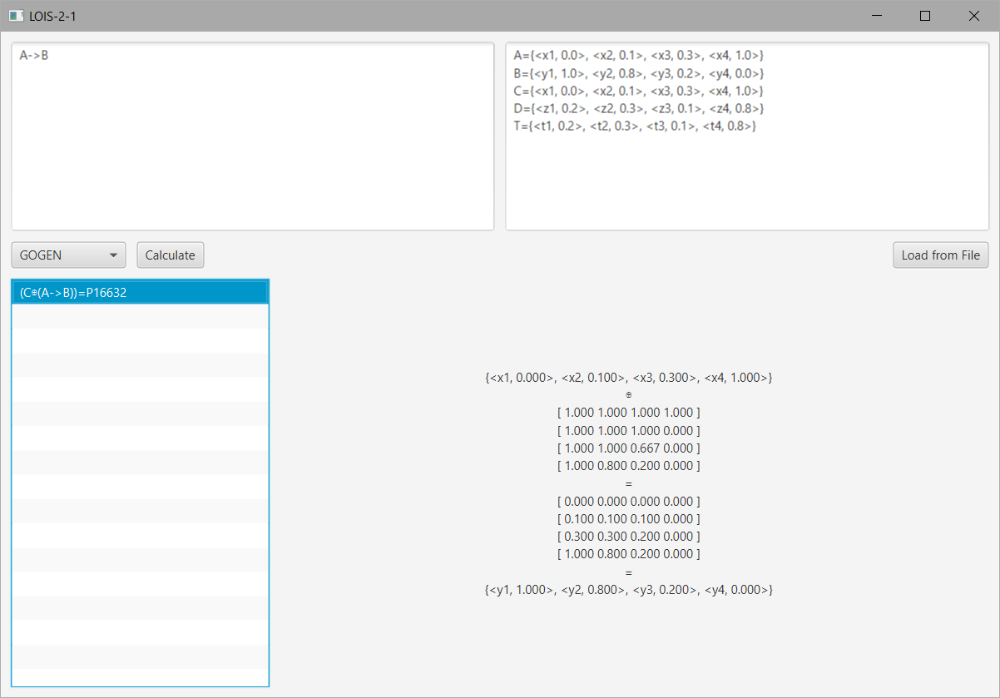 LOIS-2-1
A->B
A={<x1, 0.0>, <x2, 0.1>, <x3, 0.3>, <x4, 1.0>}
B={<y1, 1.0>, <y2, 0.8>, <y3, 0.2>, <y4, 0.0>}
C={<x1, 0.0>, <x2, 0.1>, <x3, 0.3>, <x4, 1.0>}
D={<z1, 0.2>, <z2, 0.3>, <z3, 0.1>, <z4, 0.8>}
T={<t1, 0.2>, <t2, 0.3>, <t3, 0.1>, <t4, 0.8>}
GOGEN
Calculate
Load from File
(C⌯(A->B))=P16632
{<x1, 0.000>, <x2, 0.100>, <x3, 0.300>, <x4, 1.000>}
[ 1.000 1.000 1.000 1.000 ]
[ 1.000 1.000 1.000 0.000 ]
[ 1.000 1.000 0.667 0.000 ]
[ 1.000 0.800 0.200 0.000 ]
=
[ 0.000 0.000 0.000 0.000 ]
[ 0.100 0.100 0.100 0.000 ]
[ 0.300 0.300 0.200 0.000 ]
[ 1.000 0.800 0.200 0.000 ]
=
{<y1, 1.000>, <y2, 0.800>, <y3, 0.200>, <y4, 0.000>}